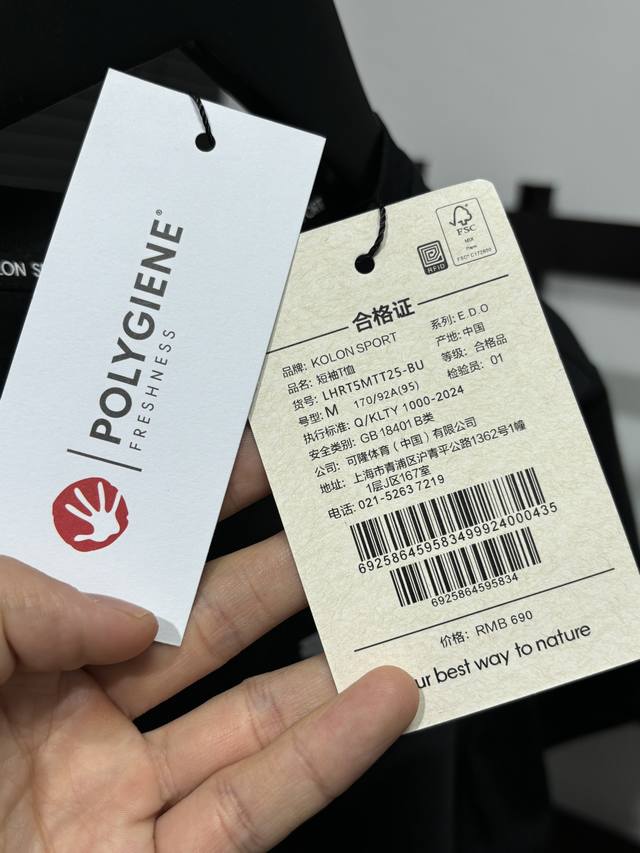 POLYGIENE®
FRESHNESS
FSC
MIX
Paper
RFID
合格证
品牌: KOLON SPORT
系列: E.D.O
品名: 短袖T恤
产地: 中国
货号: LHRT5MTT25-BU
等级: 合格品
号型: M 170/92A(95)
检验员: 01
执行标准: Q/KLTY 1000-2024
安全类别: GB 18401 B类
公司: 可隆体育（中国）有限公司
地址: 上海市青浦区沪青平公路1362号1幢
1层J区167室
电话: 021-5263 7219
69258645958349992400043​5
6925864595834
价格: RMB 690
ur best way to nature